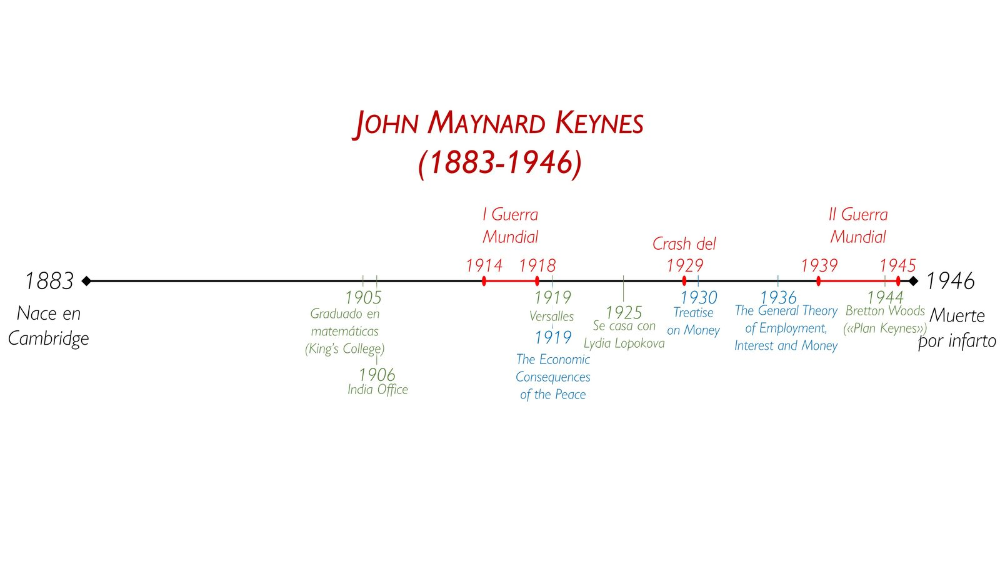 JOHN MAYNARD KEYNES
(1883-1946)
I Guerra
Mundial
II Guerra
Mundial
Crash del
1914
1918
1929
1939
1945
1883
1946
Nace en
Cambridge
1905
Graduado en
matemáticas
(King's College)
1906
India Office
1919
Versalles
1919
The Economic
Consequences
of the Peace
1925
Se casa con
Lydia Lopokova
1930
Treatise
on Money
1936
The General Theory
of Employment,
Interest and Money
1944
Bretton Woods
(«Plan Keynes»)
Muerte
por infarto